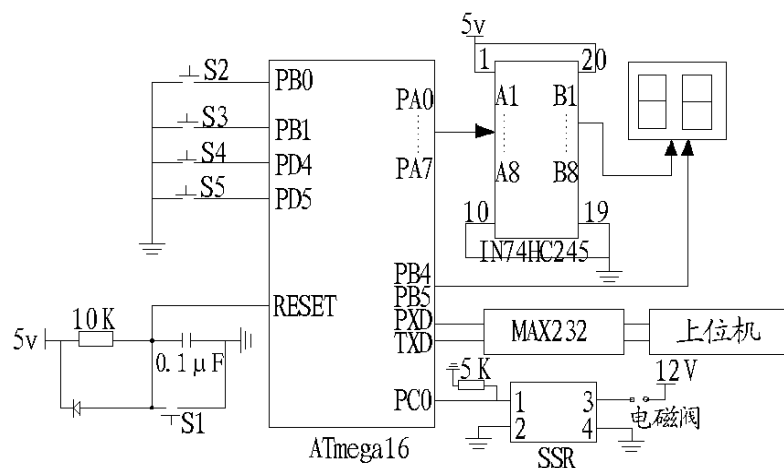 5v
1
20
S2
PB0
PA0
A1
B1
S3
PB1
S4
PD4
PA7
A8
B8
S5
PD5
10
19
IN74HC245
PB4
PB5
RESET
PXD
TXD
MAX232
上位机
5v
10K
0.1μF
S1
5K
12V
PC0
1
3
2
4
电磁阀
ATmega16
SSR